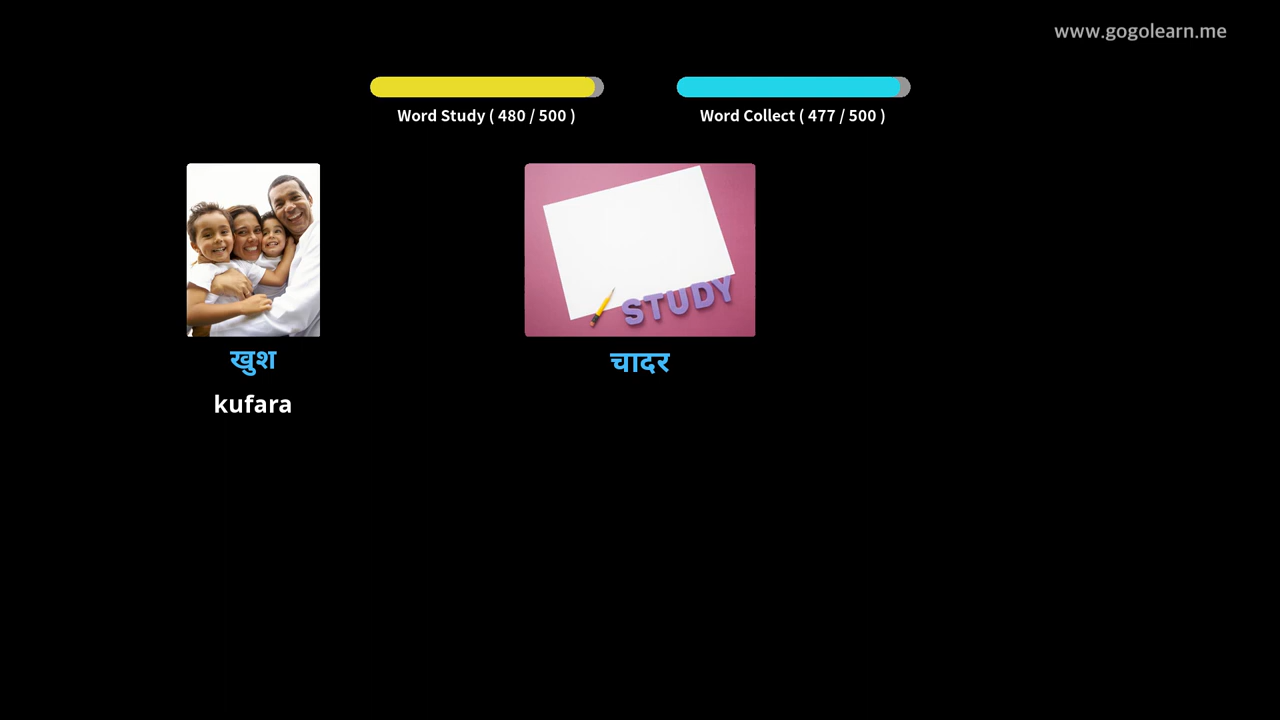 www.gogolearn.me
Word Study ( 480 / 500 )
Word Collect ( 477 / 500 )
STUDY
खुश
चादर
kufara